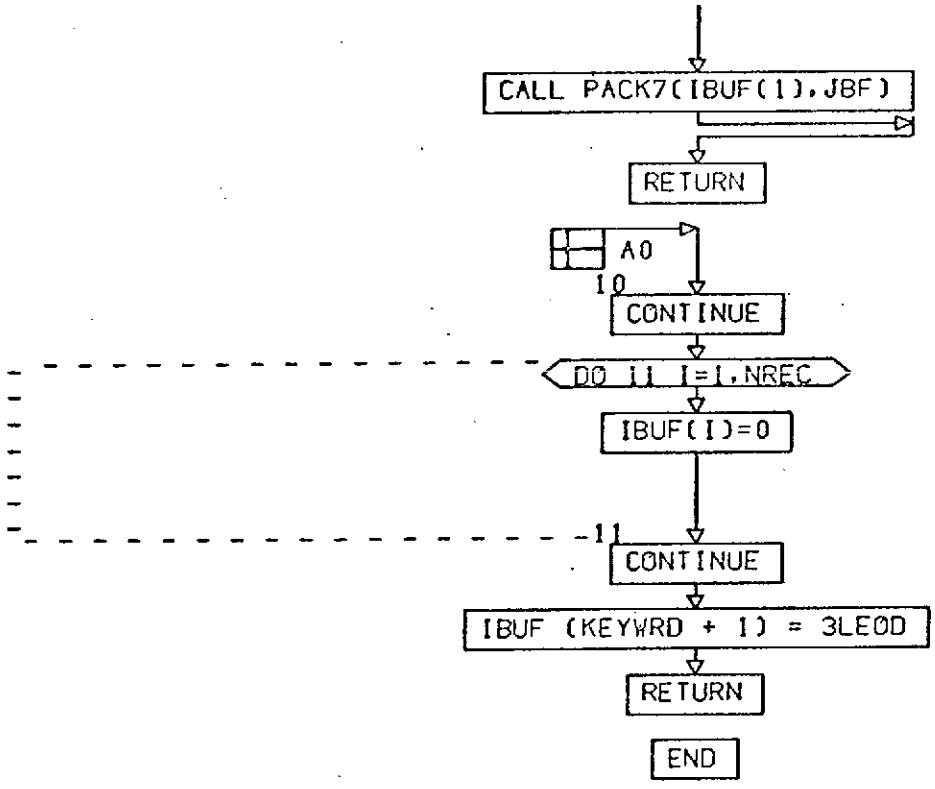 CALL PACK7(IBUF(1),JBF)
RETURN
A0
10
CONTINUE
DO 11 I=1,NREC
IBUF(I)=0
11
CONTINUE
IBUF (KEYWRD + 1) = 3LEOD
RETURN
END